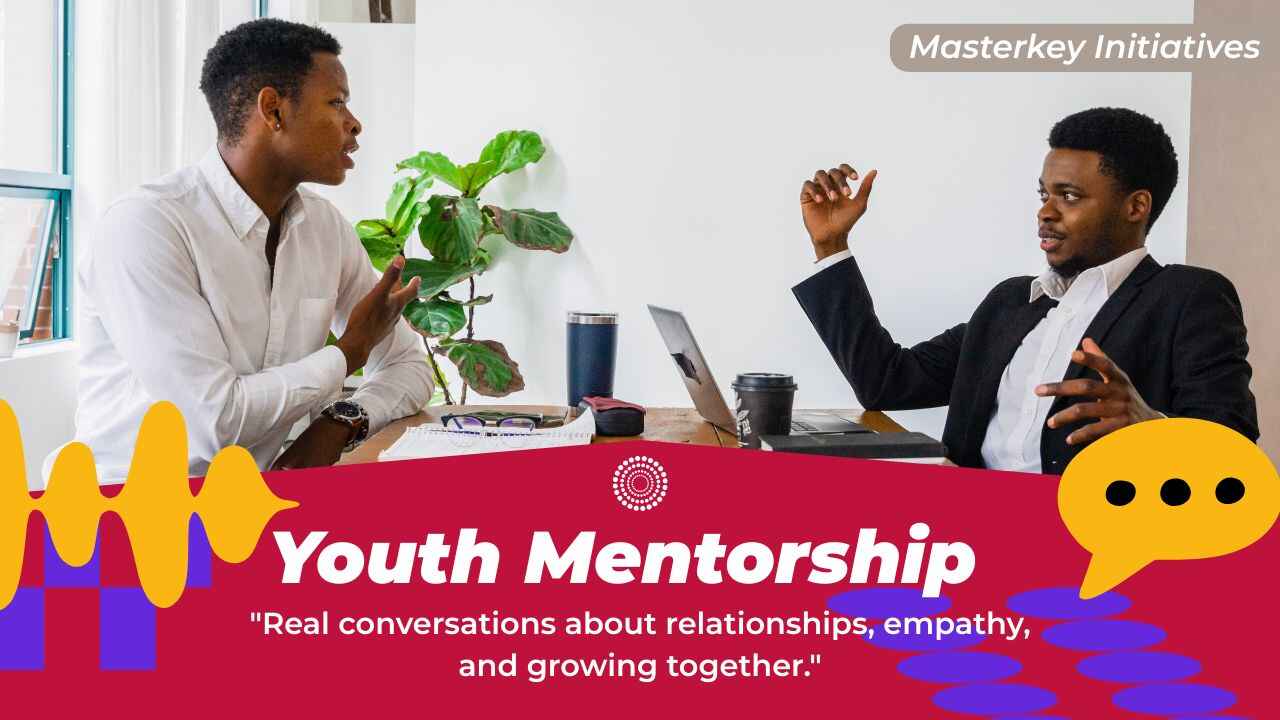 Masterkey Initiatives
Youth Mentorship
"Real conversations about relationships, empathy,
and growing together."